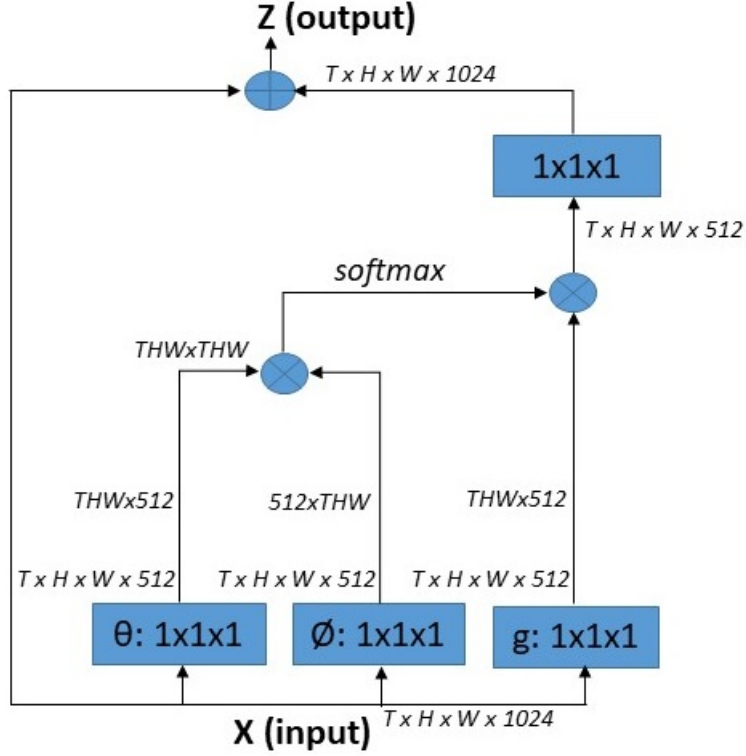 Z (output)
T x H x W x 1024
1x1x1
T x H x W x 512
softmax
THWxTHW
THWx512
512xTHW
THWx512
T x H x W x 512
T x H x W x 512
T x H x W x 512
θ: 1x1x1
Ø: 1x1x1
g: 1x1x1
X (input)
T x H x W x 1024